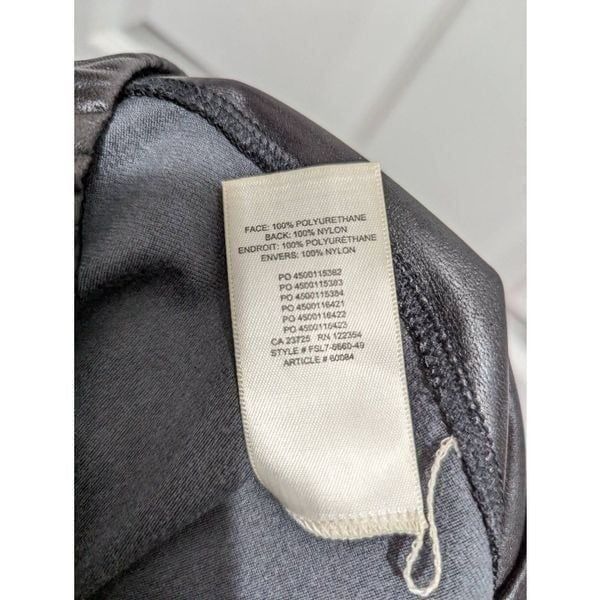 FACE: 100% POLYURETHANE
BACK: 100% NYLON
ENDROIT: 100% POLYURÉTHANE
ENVERS: 100% NYLON
PO 4500115382
PO 4500115383
PO 4500115384
PO 4500116421
PO 4500116422
PO 4500116423
CA 23725 RN 122354
STYLE # FSL7-6660-49
ARTICLE # 60084